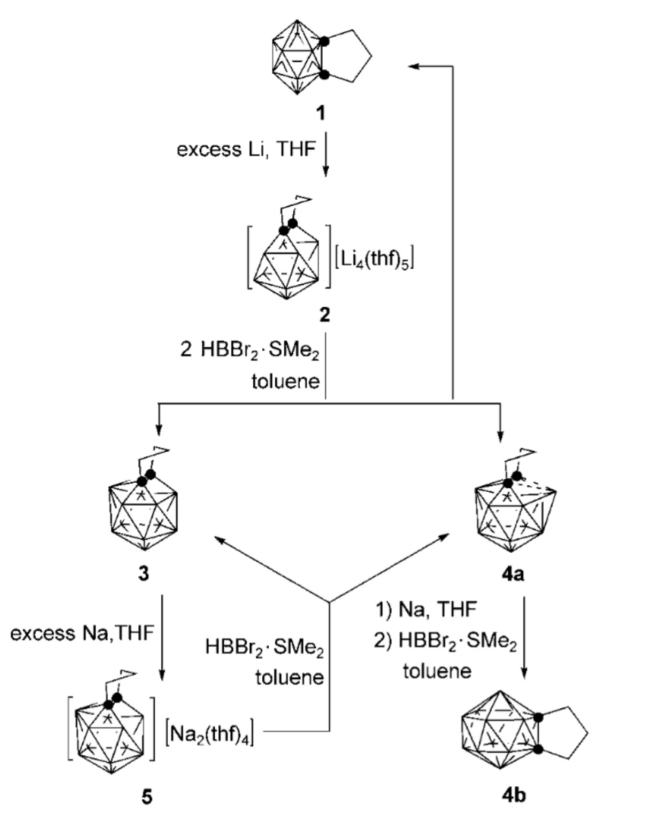 1
excess Li, THF
[Li₄(thf)₅]
2
2 HBBr₂·SMe₂
toluene
3
4a
excess Na,THF
HBBr₂·SMe₂
toluene
1) Na, THF
2) HBBr₂·SMe₂
toluene
[Na₂(thf)₄]
5
4b